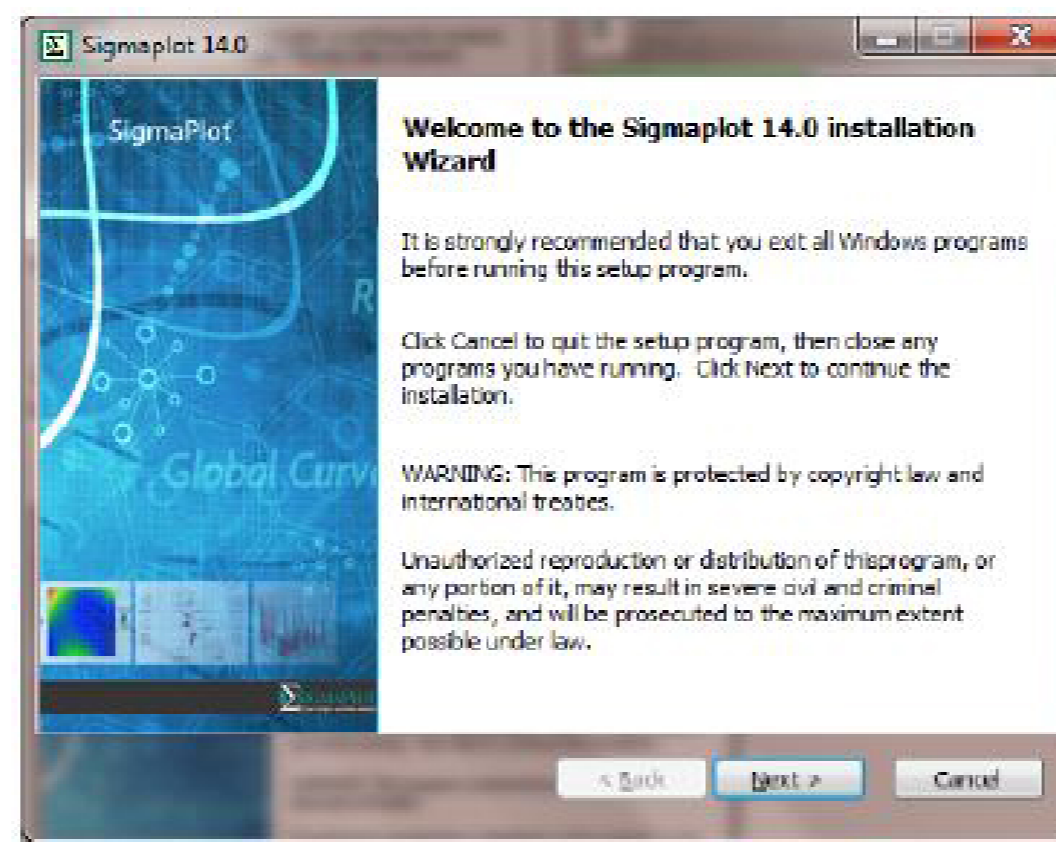 Sigmaplot 14.0
SigmaPlot
Welcome to the Sigmaplot 14.0 installation
Wizard
It is strongly recommended that you exit all Windows programs
before running this setup program.
Click Cancel to quit the setup program, then close any
programs you have running. Click Next to continue the
installation.
Global Curv
WARNING: This program is protected by copyright law and
international treaties.
Unauthorized reproduction or distribution of thisprogram, or
any portion of it, may result in severe civil and criminal
penalties, and will be prosecuted to the maximum extent
possible under law.
< Back
Next >
Cancel